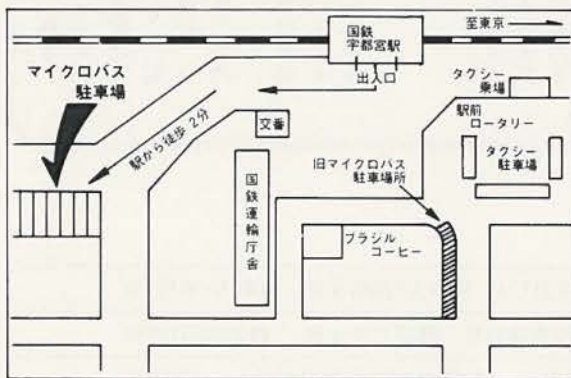 国鉄
宇都宮駅
至東京
出入口
マイクロバス
駐車場
駅から徒歩 2分
交番
タクシー
乗場
駅前
ロータリー
タクシー
駐車場
旧マイクロバス
駐車場所
国鉄運輸庁舎
ブラジル
コーヒー